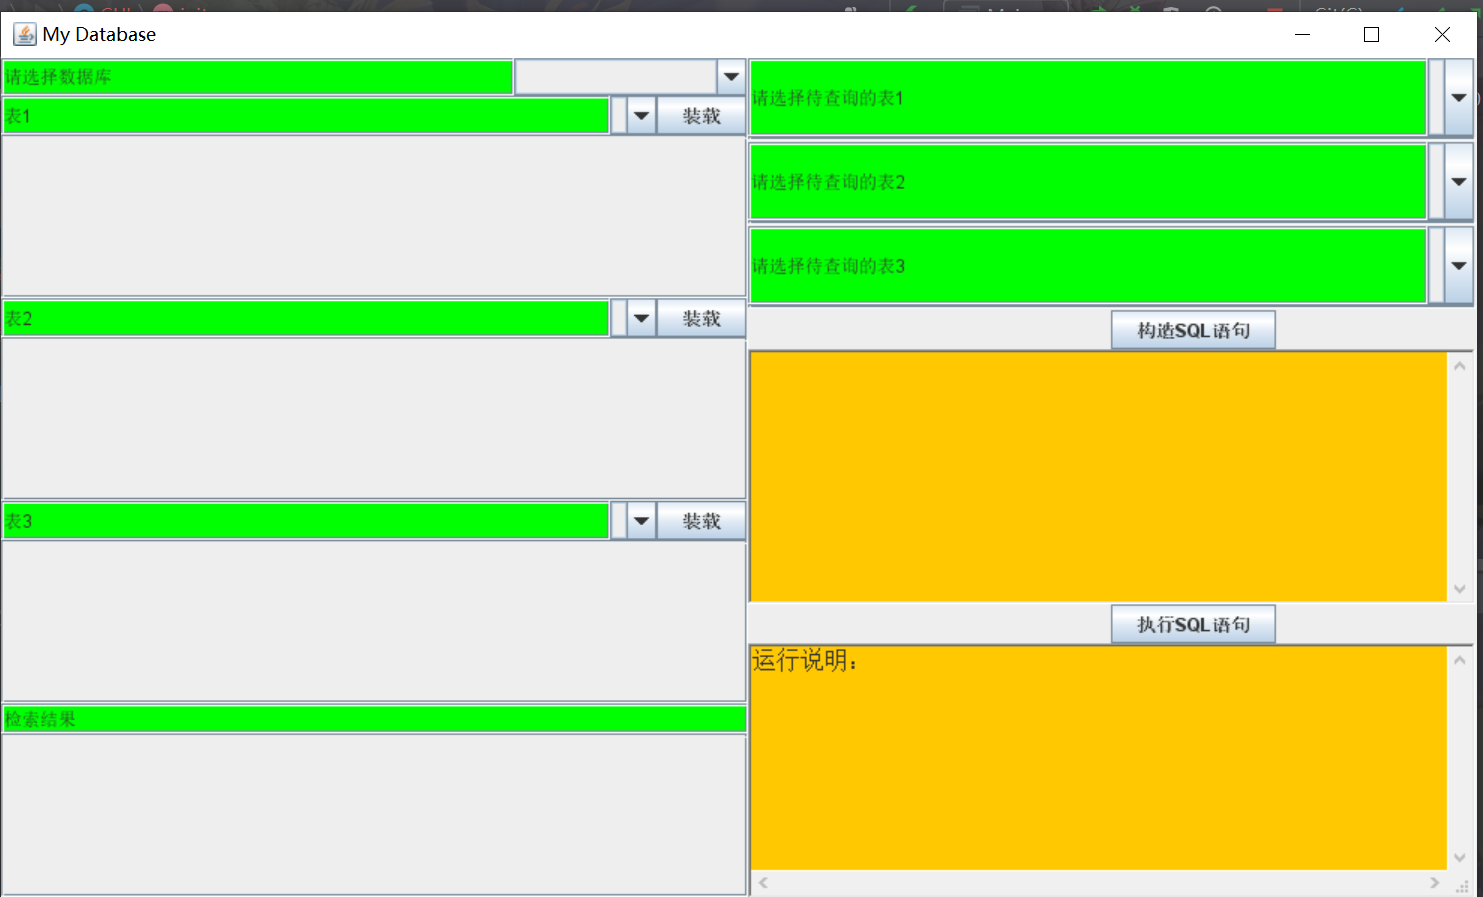 My Database
请选择数据库
表1
装载
表2
装载
表3
装载
检索结果
请选择待查询的表1
请选择待查询的表2
请选择待查询的表3
构造SQL语句
执行SQL语句
运行说明：